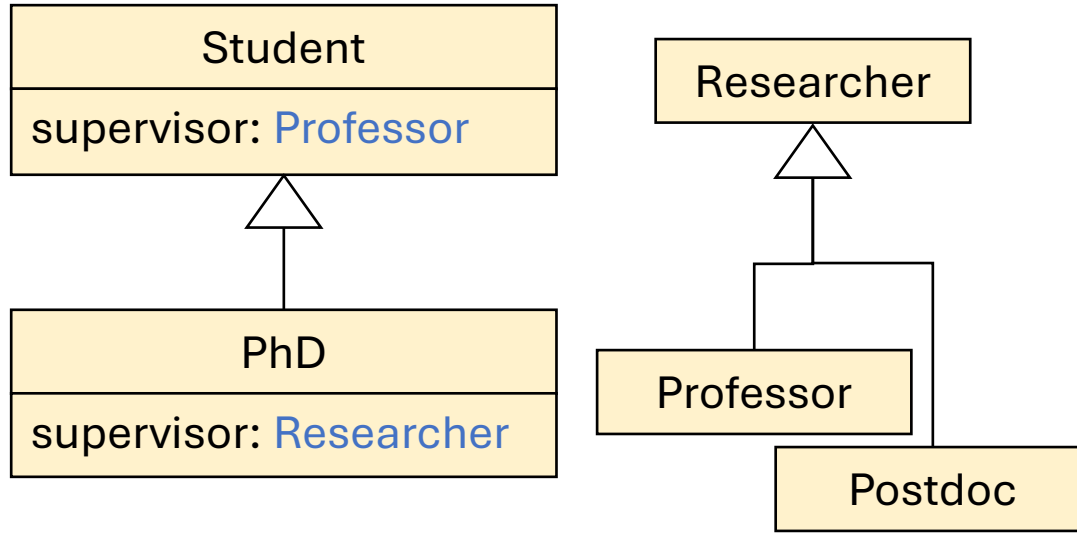 Student
supervisor: Professor
PhD
supervisor: Researcher
Researcher
Professor
Postdoc